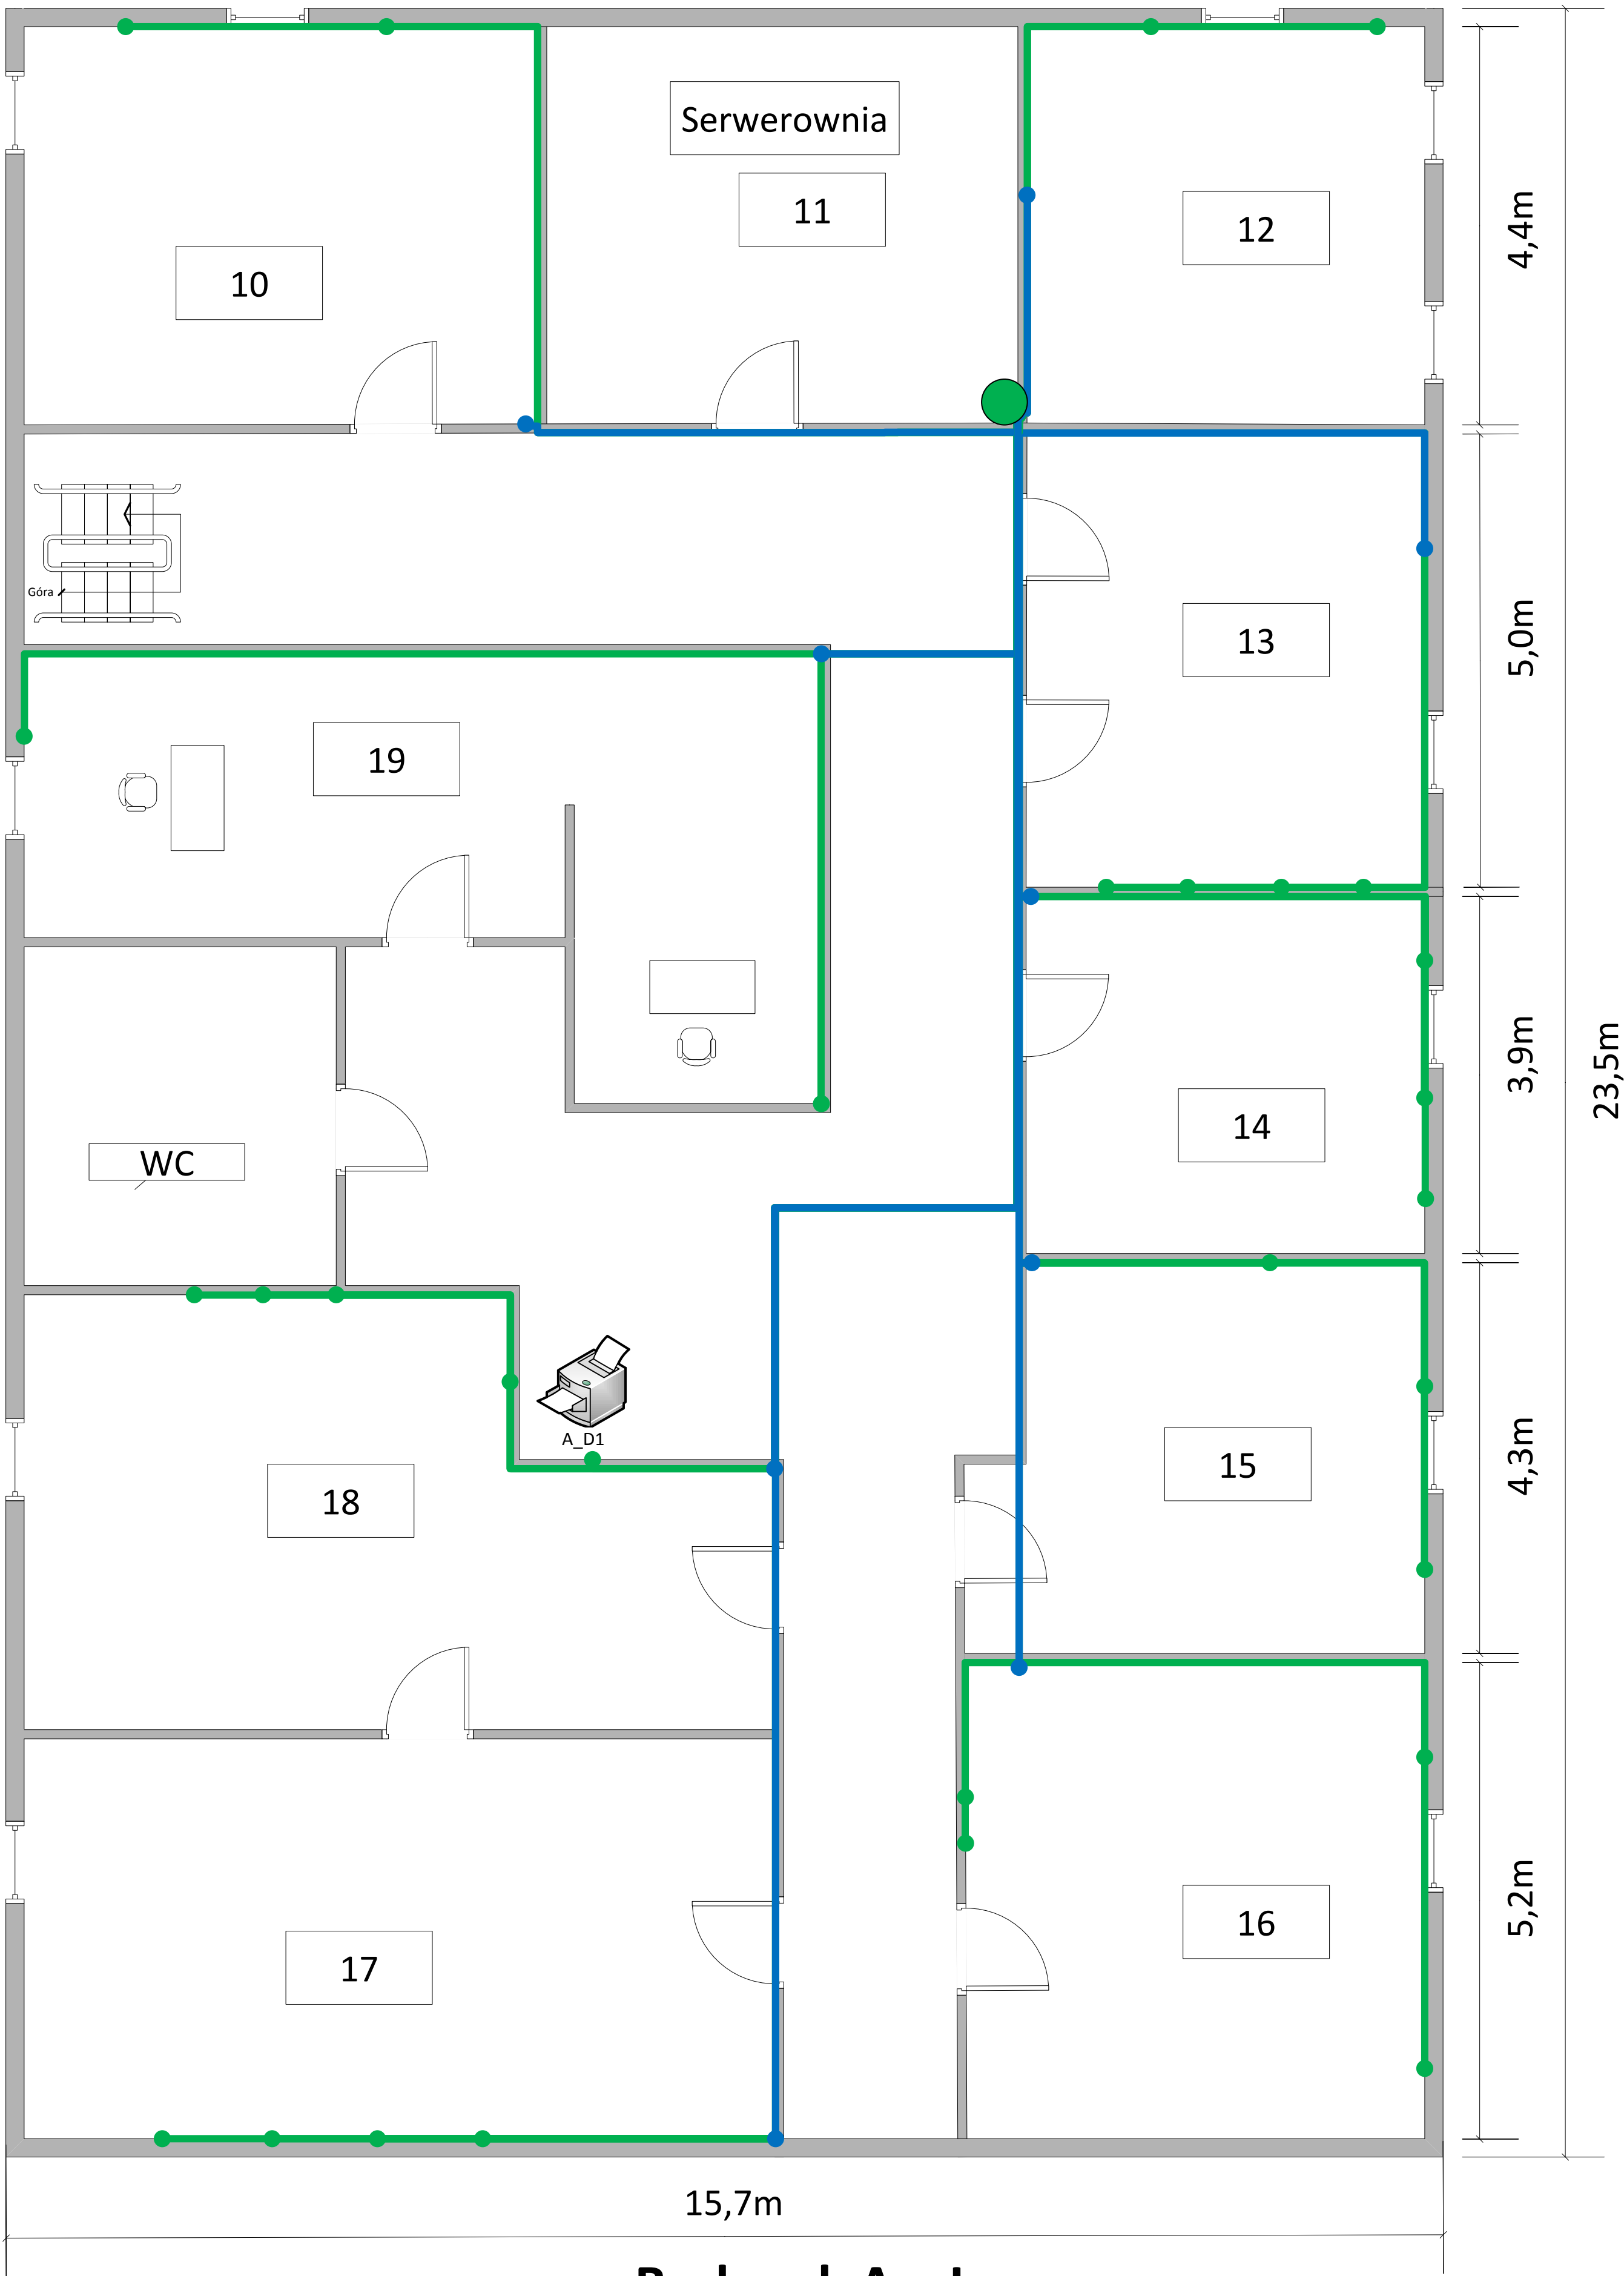 Serwerownia
11
12
4,4m
10
Góra
13
5,0m
19
14
3,9m
23,5m
WC
A_D1
15
4,3m
18
16
5,2m
17
15,7m